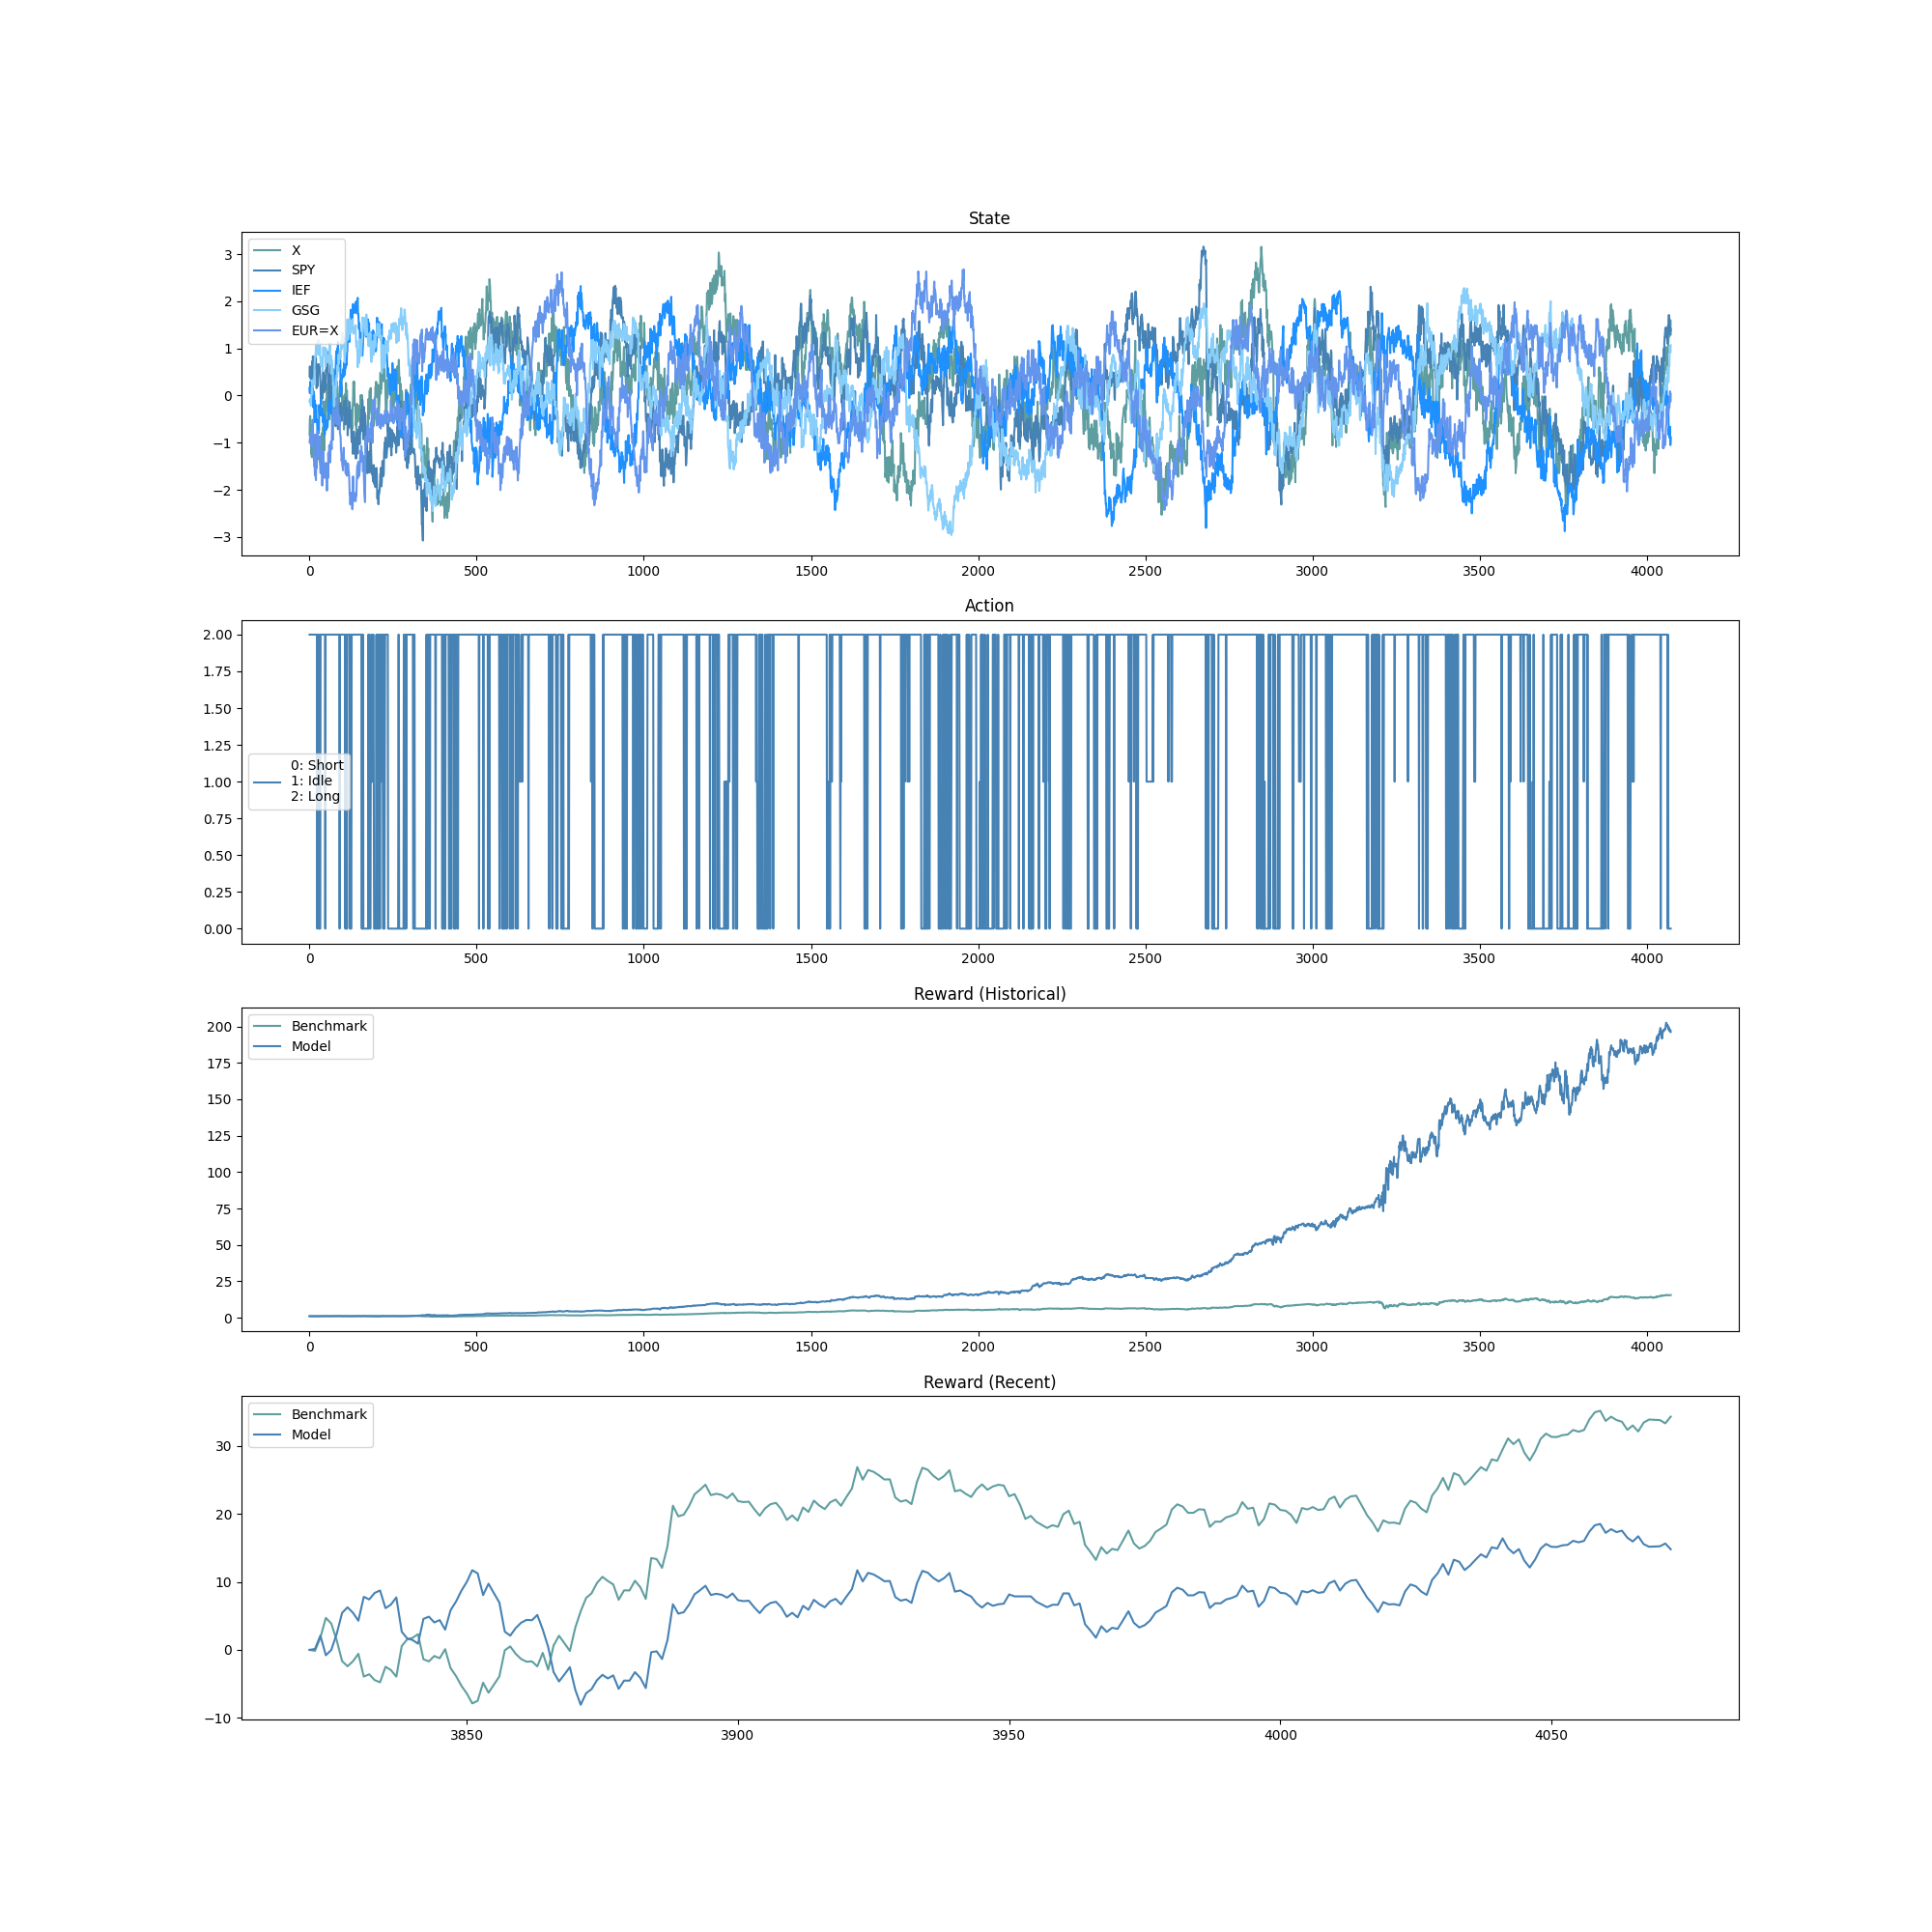 State
3
2
1
0
−1
−2
−3
X
SPY
IEF
GSG
EUR=X
0 500 1000 1500 2000 2500 3000 3500 4000
Action
2.00
1.75
1.50
1.25
1.00
0.75
0.50
0.25
0.00
0: Short
1: Idle
2: Long
0 500 1000 1500 2000 2500 3000 3500 4000
Reward (Historical)
200
175
150
125
100
75
50
25
0
Benchmark
Model
0 500 1000 1500 2000 2500 3000 3500 4000
Reward (Recent)
30
20
10
0
−10
Benchmark
Model
3850 3900 3950 4000 4050